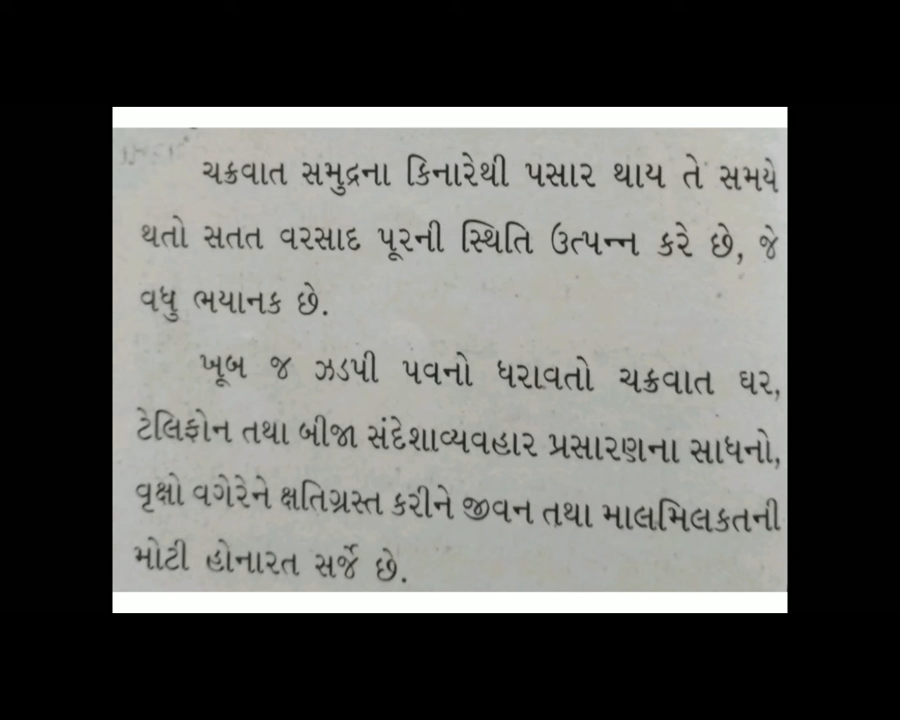 ચક્રવાત સમુદ્રના કિનારેથી પસાર થાય તે સમયે
થતો સતત વરસાદ પૂરની સ્થિતિ ઉત્પન્ન કરે છે, જે
વધુ ભયાનક છે.
ખૂબ જ ઝડપી પવનો ધરાવતો ચક્રવાત ઘર,
ટેલિફોન તથા બીજા સંદેશાવ્યવહાર પ્રસારણના સાધનો,
વૃક્ષો વગેરેને ક્ષતિગ્રસ્ત કરીને જીવન તથા માલમિલકતની
મોટી હોનારત સર્જે છે.